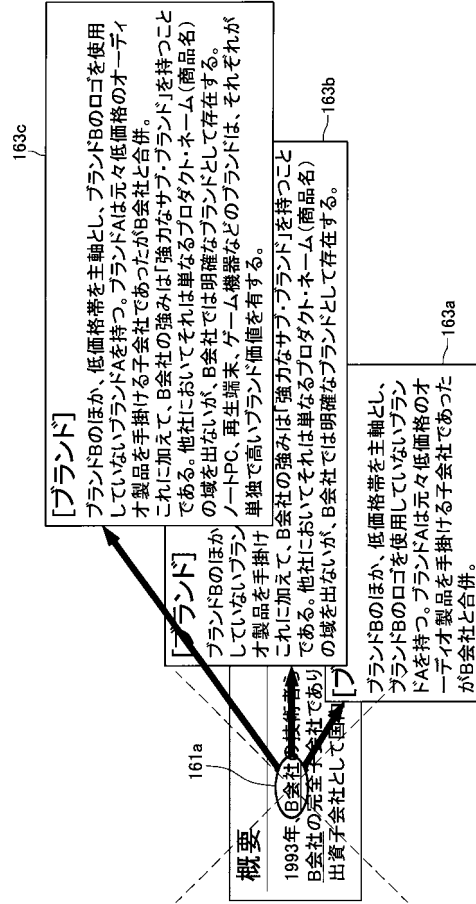 163c
[ブランド]
ブランドBのほか、低価格帯を主軸とし、ブランドBのロゴを使用
していないブランドAを持つ。ブランドAは元々低価格のオーディ
オ製品を手掛ける子会社であったがB会社と合併。
これに加えて、B会社の強みは「強力なサブ・ブランド」を持つこと
である。他社においてそれは単なるプロダクト・ネーム(商品名)
の域を出ないが、B会社では明確なブランドとして存在する。
ノートPC、再生端末、ゲーム機器などのブランドは、それぞれが
単独で高いブランド価値を有する。
163b
ランド]
ブランドBのほか
していないブラン
オ製品を手掛け
これに加えて、B会社の強みは「強力なサブ・ブランド」を持つこと
である。他社においてそれは単なるプロダクト・ネーム(商品名)
の域を出ないが、B会社では明確なブランドとして存在する。
163a
[ブ
ブランドBのほか、低価格帯を主軸とし、
ブランドBのロゴを使用していないブラン
ドAを持つ。ブランドAは元々低価格のオ
ーディオ製品を手掛ける子会社であった
がB会社と合併。
161a
概要
1993年、B会社の技術者
B会社の完全子会社であり
出資子会社として国